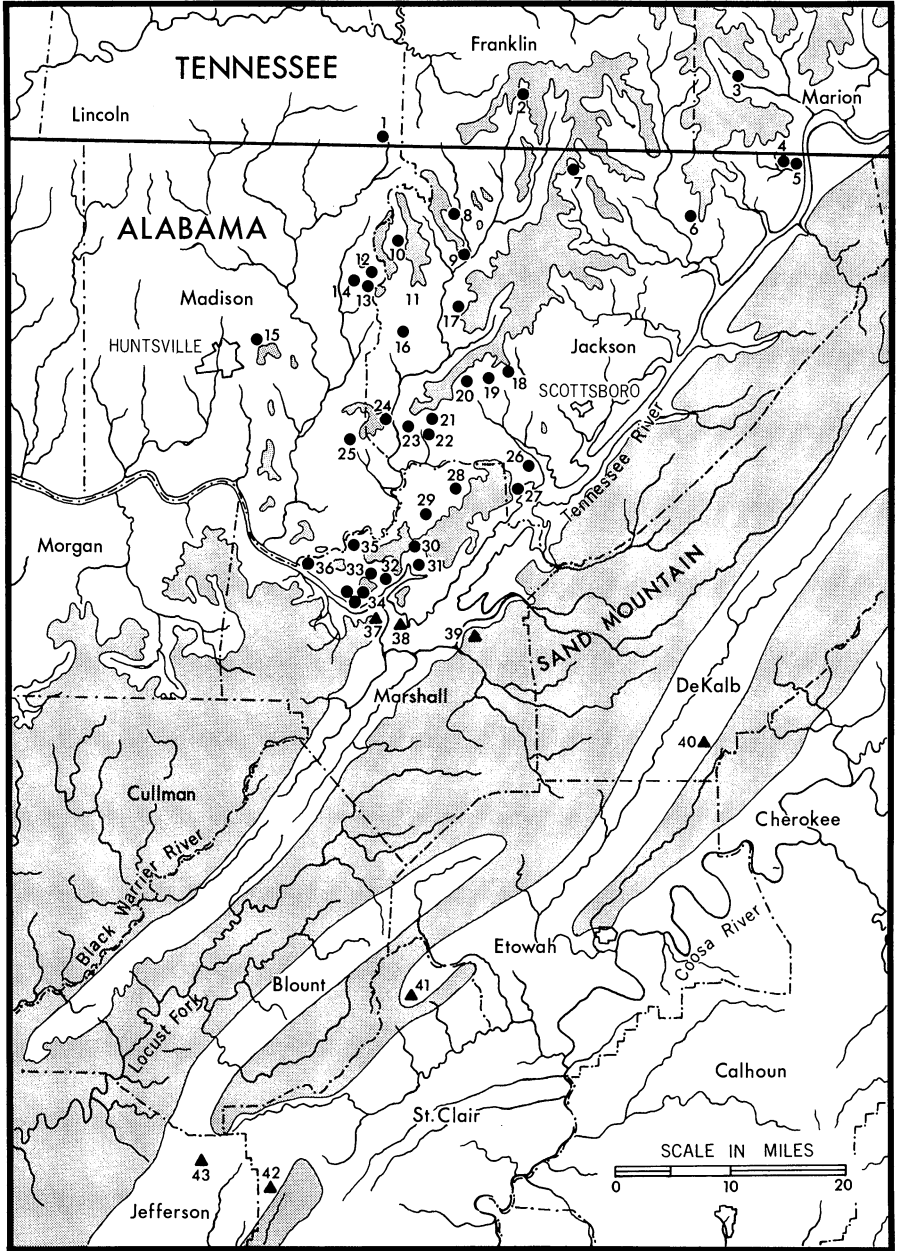 Franklin
TENNESSEE
Lincoln
Marion
1
2
3
4
5
6
7
8
9
10
ALABAMA
12
14
13
11
Madison
HUNTSVILLE
15
16
17
Jackson
18
19
20
SCOTTSBORO
21
22
23
24
25
26
27
28
29
Tennessee River
Morgan
30
31
32
33
34
35
36
37
38
39
SAND MOUNTAIN
Marshall
DeKalb
40
Cullman
Cherokee
Black Warrier River
Etowah
Coosa River
Blount
41
Locust Fork
Calhoun
St. Clair
43
42
Jefferson
SCALE IN MILES
0 10 20